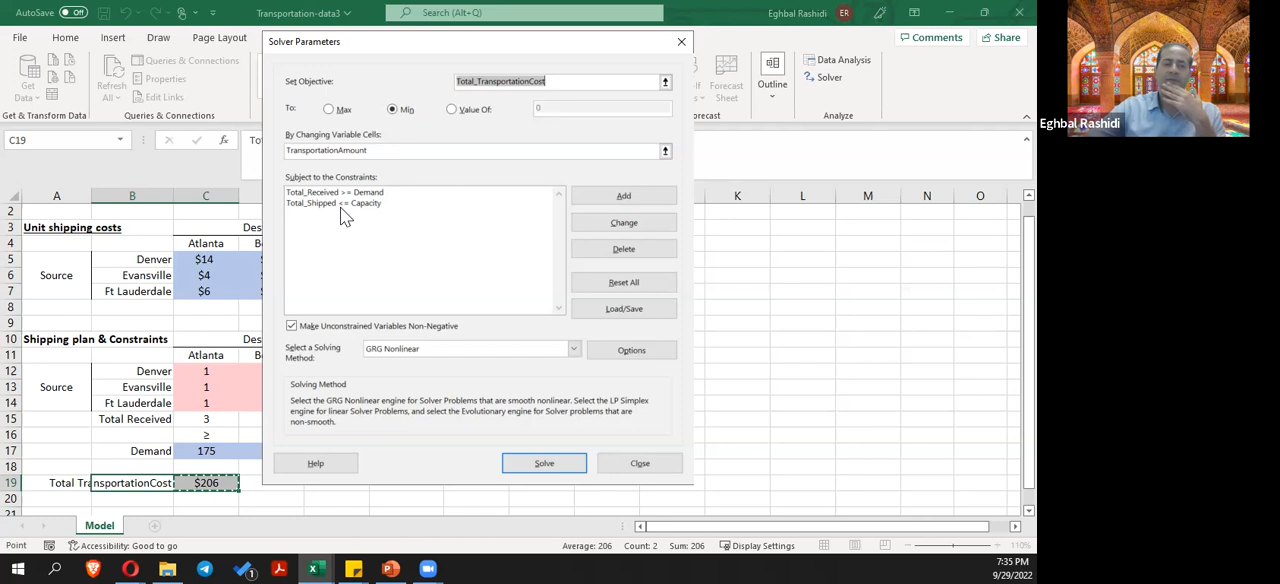 AutoSave Off Transportation-data3 Search (Alt+Q) Eghbal Rashidi ER
File Home Insert Draw Page Layout Comments Share
Get Data
Refresh All
Queries & Connections
Properties
Edit Links
Forecast Sheet
Outline
Data Analysis
Solver
Get & Transform Data Queries & Connections Analyze
C19
Solver Parameters
Set Objective: Total_TransportationCost
To: Max Min Value Of: 0
By Changing Variable Cells:
TransportationAmount
Subject to the Constraints:
Total_Received >= Demand
Total_Shipped <= Capacity
Add
Change
Delete
Reset All
Load/Save
Make Unconstrained Variables Non-Negative
Select a Solving Method: GRG Nonlinear Options
Solving Method
Select the GRG Nonlinear engine for Solver Problems that are smooth nonlinear. Select the LP Simplex
engine for linear Solver Problems, and select the Evolutionary engine for Solver problems that are
non-smooth.
Help Solve Close
A B C K L M N O
2
3 Unit shipping costs Des
4 Atlanta
5 Denver $14
6 Source Evansville $4
7 Ft Lauderdale $6
8
9
10 Shipping plan & Constraints Des
11 Atlanta
12 Denver 1
13 Source Evansville 1
14 Ft Lauderdale 1
15 Total Received 3
16 ≥
17 Demand 175
18
19 Total TransportationCost $206
20
21
Model
Point Accessibility: Good to go Average: 206 Count: 2 Sum: 206 Display Settings 110%
7:35 PM
9/29/2022
Eghbal Rashidi